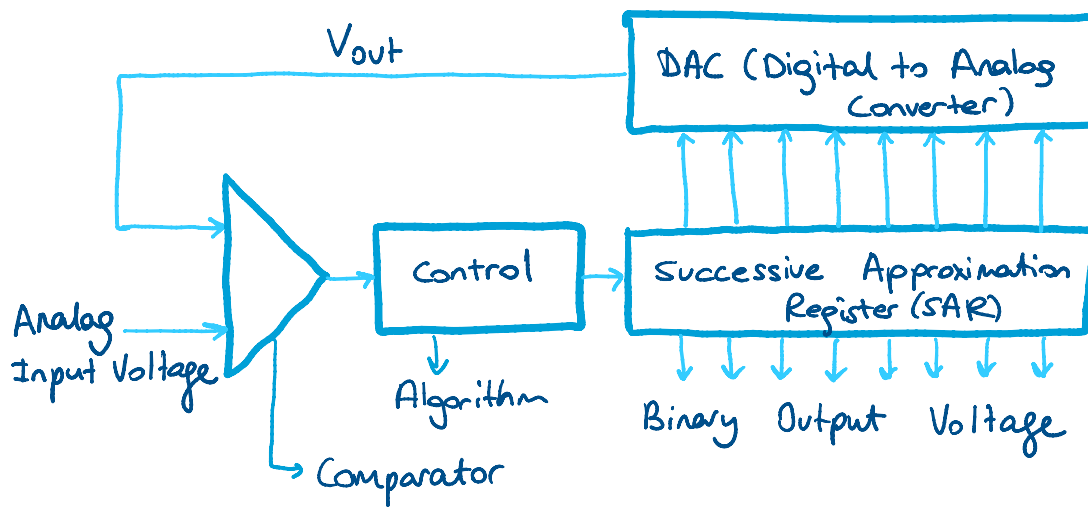 Vout
DAC (Digital to Analog
Converter)
Control
Successive Approximation
Register (SAR)
Analog
Input Voltage
Algorithm
Binary Output Voltage
Comparator